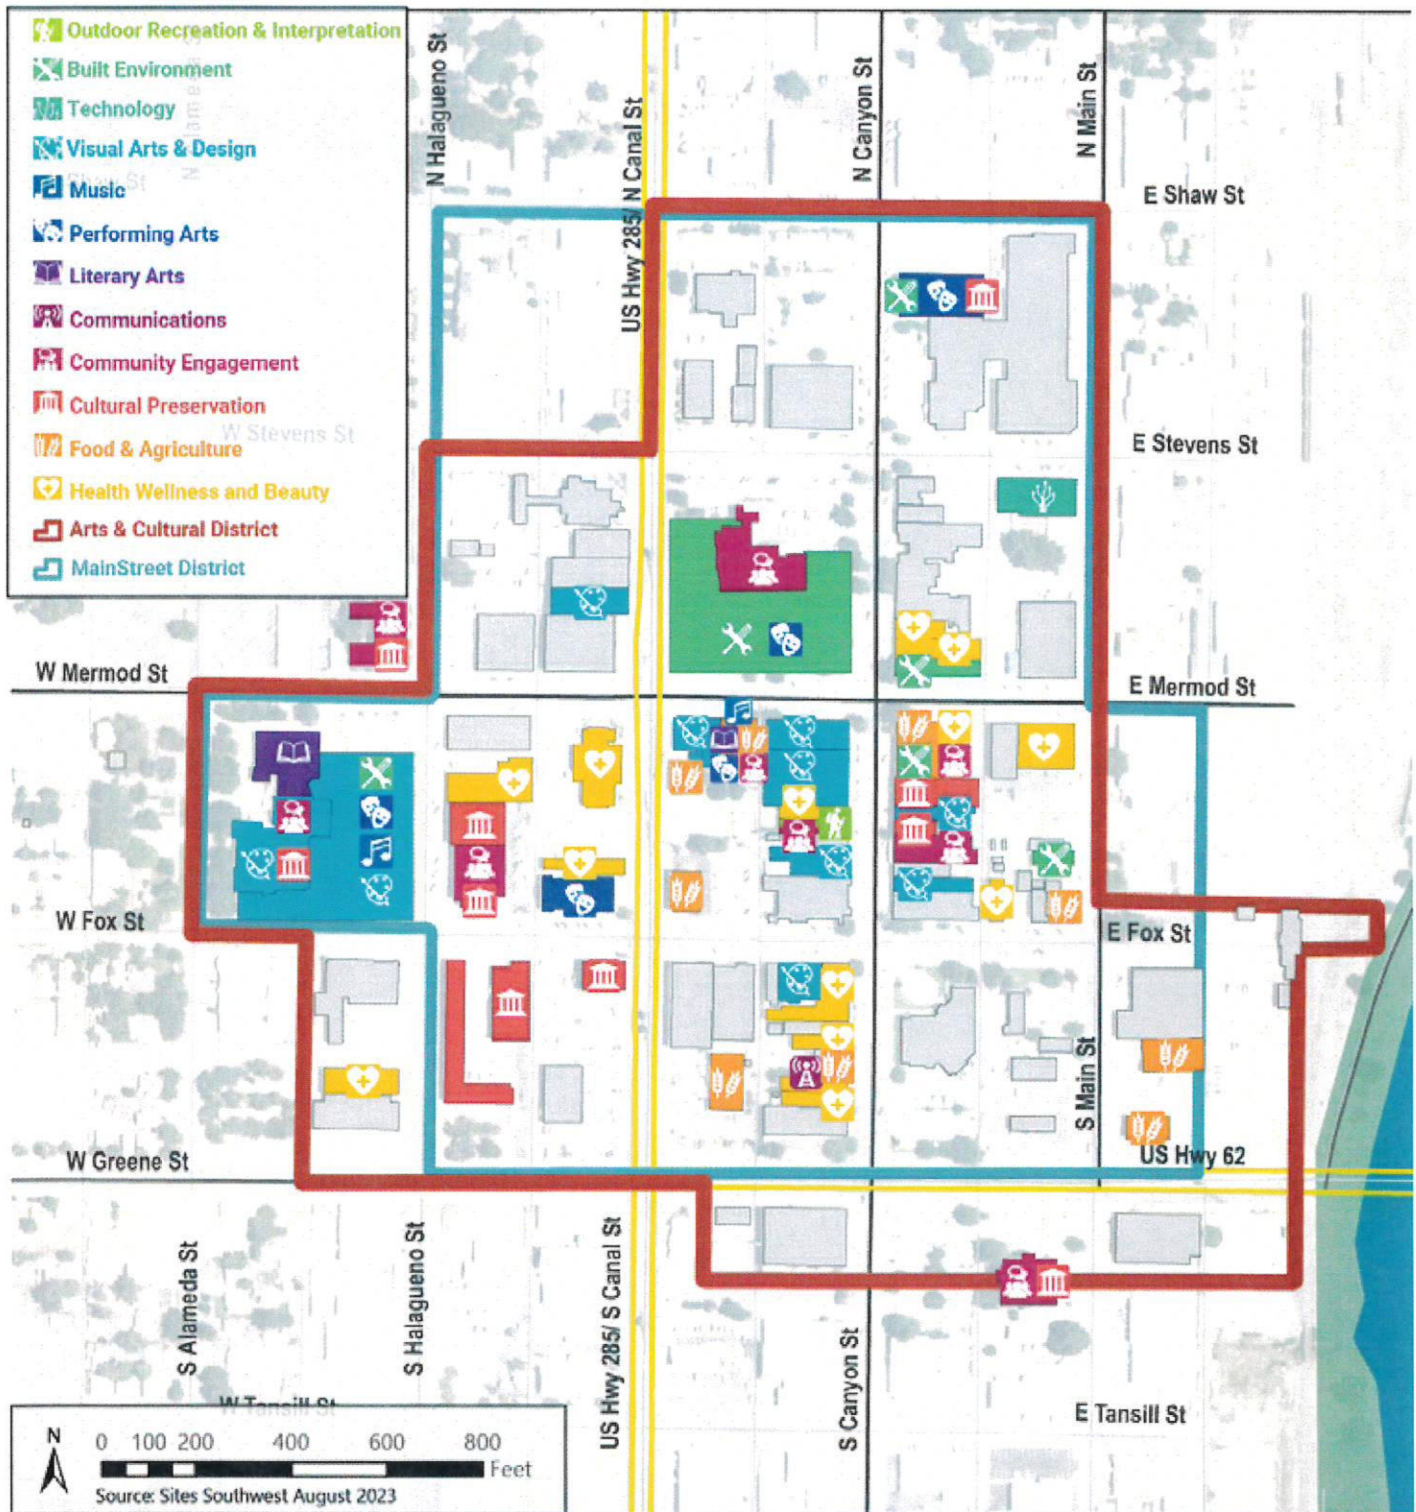 Outdoor Recreation & Interpretation
Built Environment
Technology
Visual Arts & Design
Shaw St
Music
Performing Arts
Literary Arts
Communications
Community Engagement
Cultural Preservation
W Stevens St
Food & Agriculture
Health Wellness and Beauty
Arts & Cultural District
MainStreet District
N Halagueno St
US Hwy 285/ N Canal St
N Canyon St
N Main St
E Shaw St
E Stevens St
W Mermod St
E Mermod St
W Fox St
E Fox St
S Main St
W Greene St
US Hwy 62
S Alameda St
S Halagueno St
US Hwy 285/ S Canal St
S Canyon St
W Tansill St
E Tansill St
N
0 100 200 400 600 800
Feet
Source: Sites Southwest August 2023